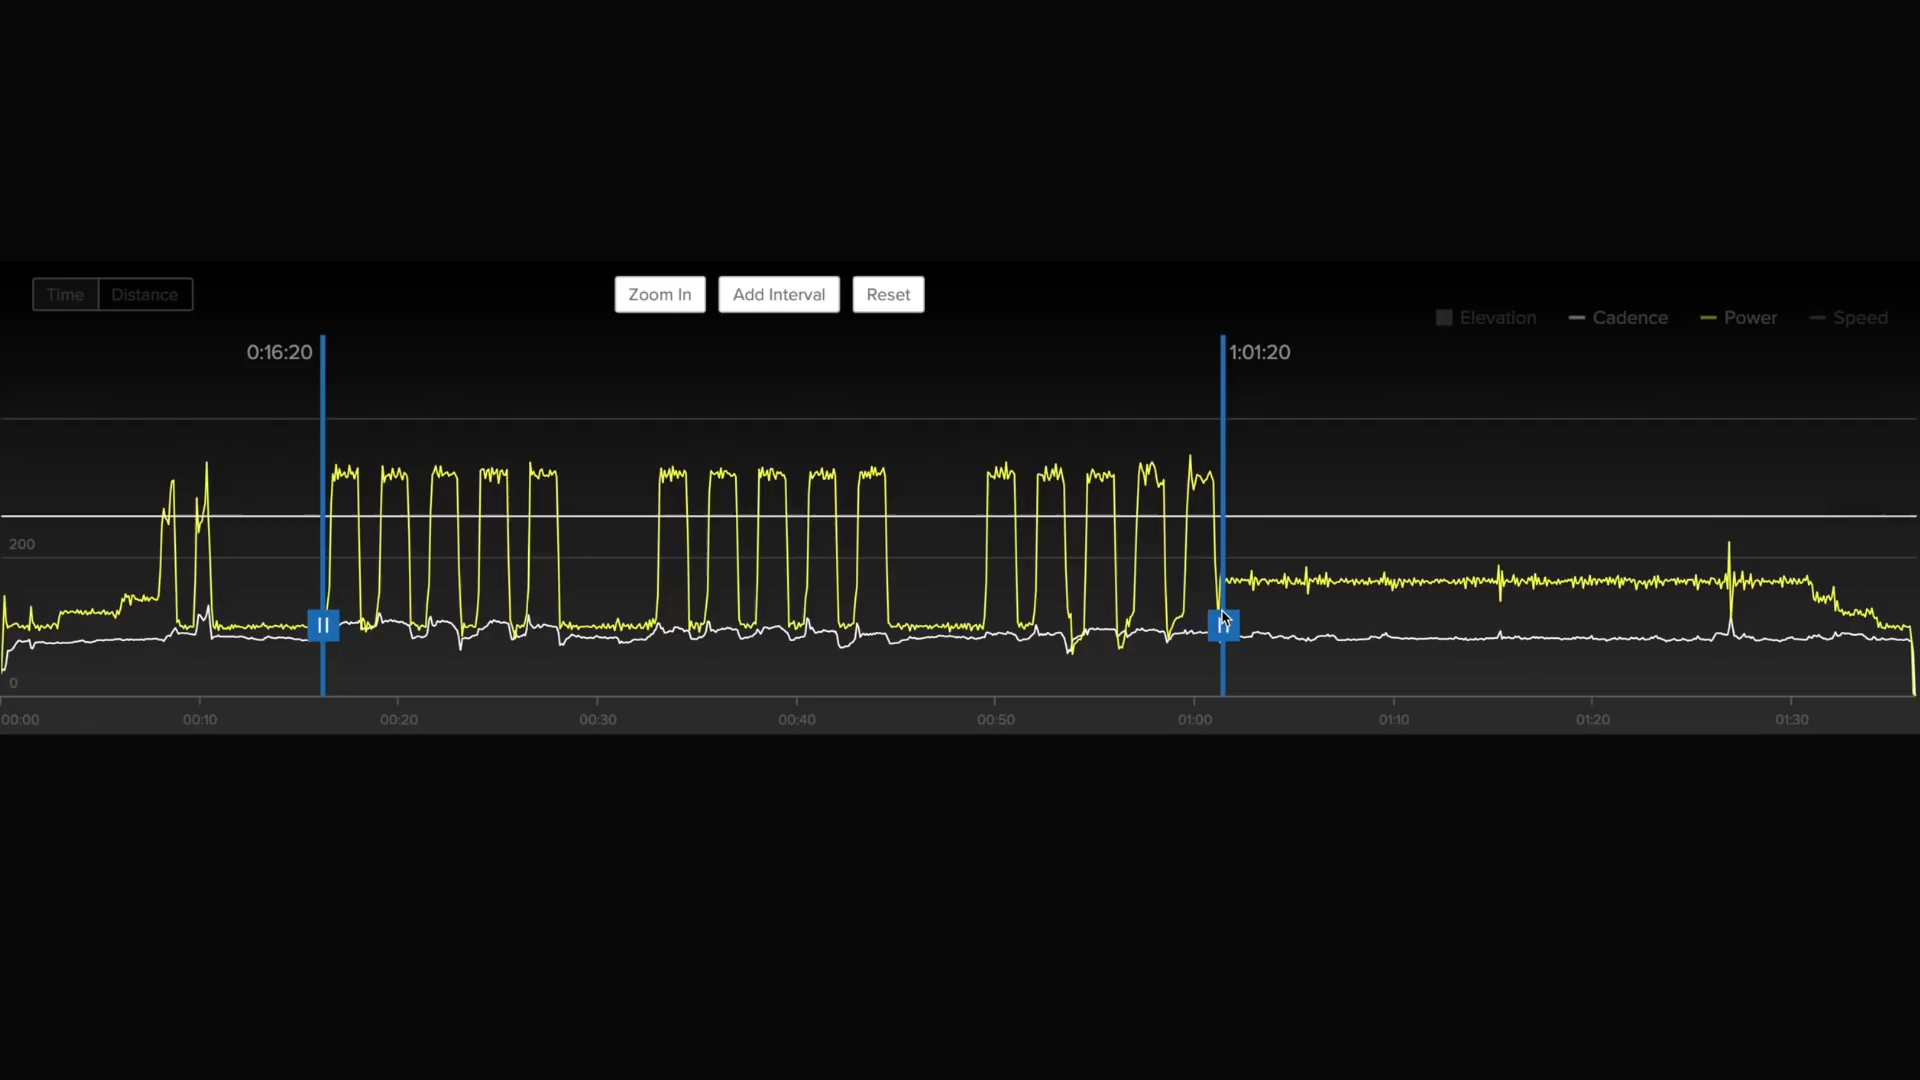 Time Distance Zoom In Add Interval Reset
Elevation Cadence Power Speed
0:16:20 1:01:20
200
0
00:00 00:10 00:20 00:30 00:40 00:50 01:00 01:10 01:20 01:30